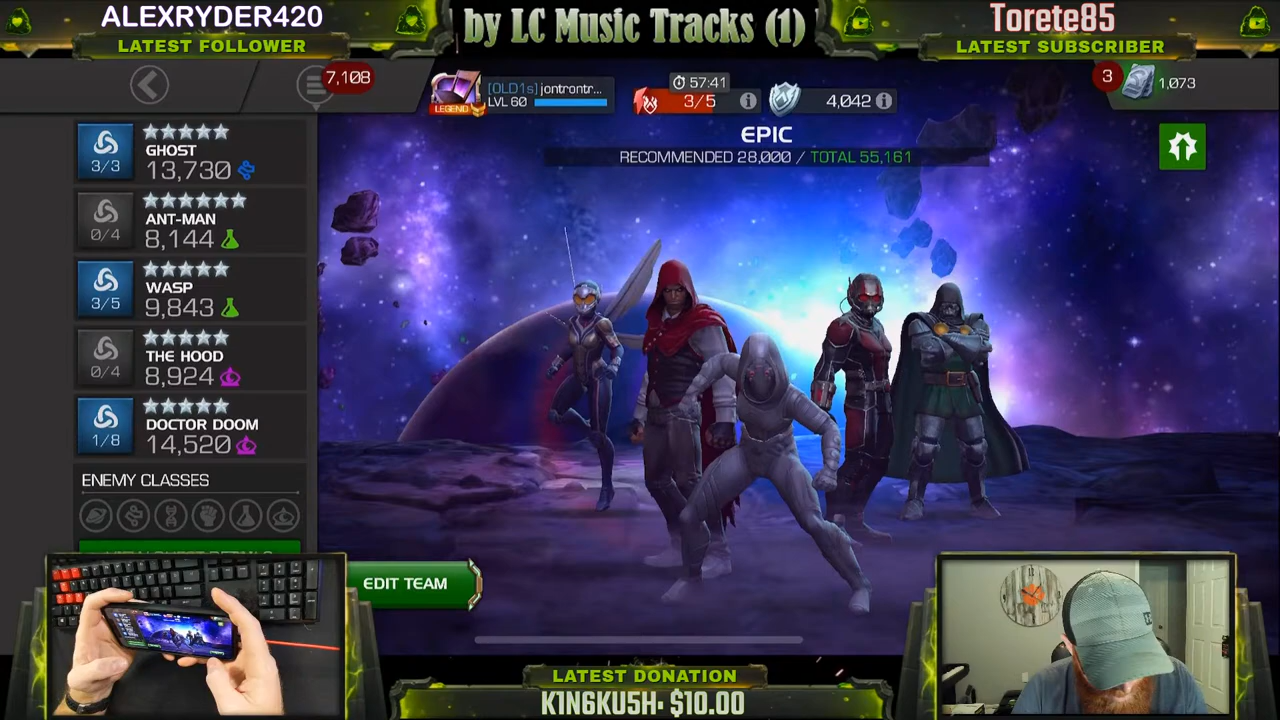 ALEXRYDER420
LATEST FOLLOWER
by LC Music Tracks (1)
Torete85
LATEST SUBSCRIBER
7,108
LEGEND
[OLD1s] jontrontr...
LVL 60
57:41
3/5
4,042
3
1,073
EPIC
RECOMMENDED 28,000 / TOTAL 55,161
3/3
GHOST
13,730
0/4
ANT-MAN
8,144
3/5
WASP
9,843
0/4
THE HOOD
8,924
1/8
DOCTOR DOOM
14,520
ENEMY CLASSES
EDIT TEAM
LATEST DONATION
K1NGKU5H: $10.00